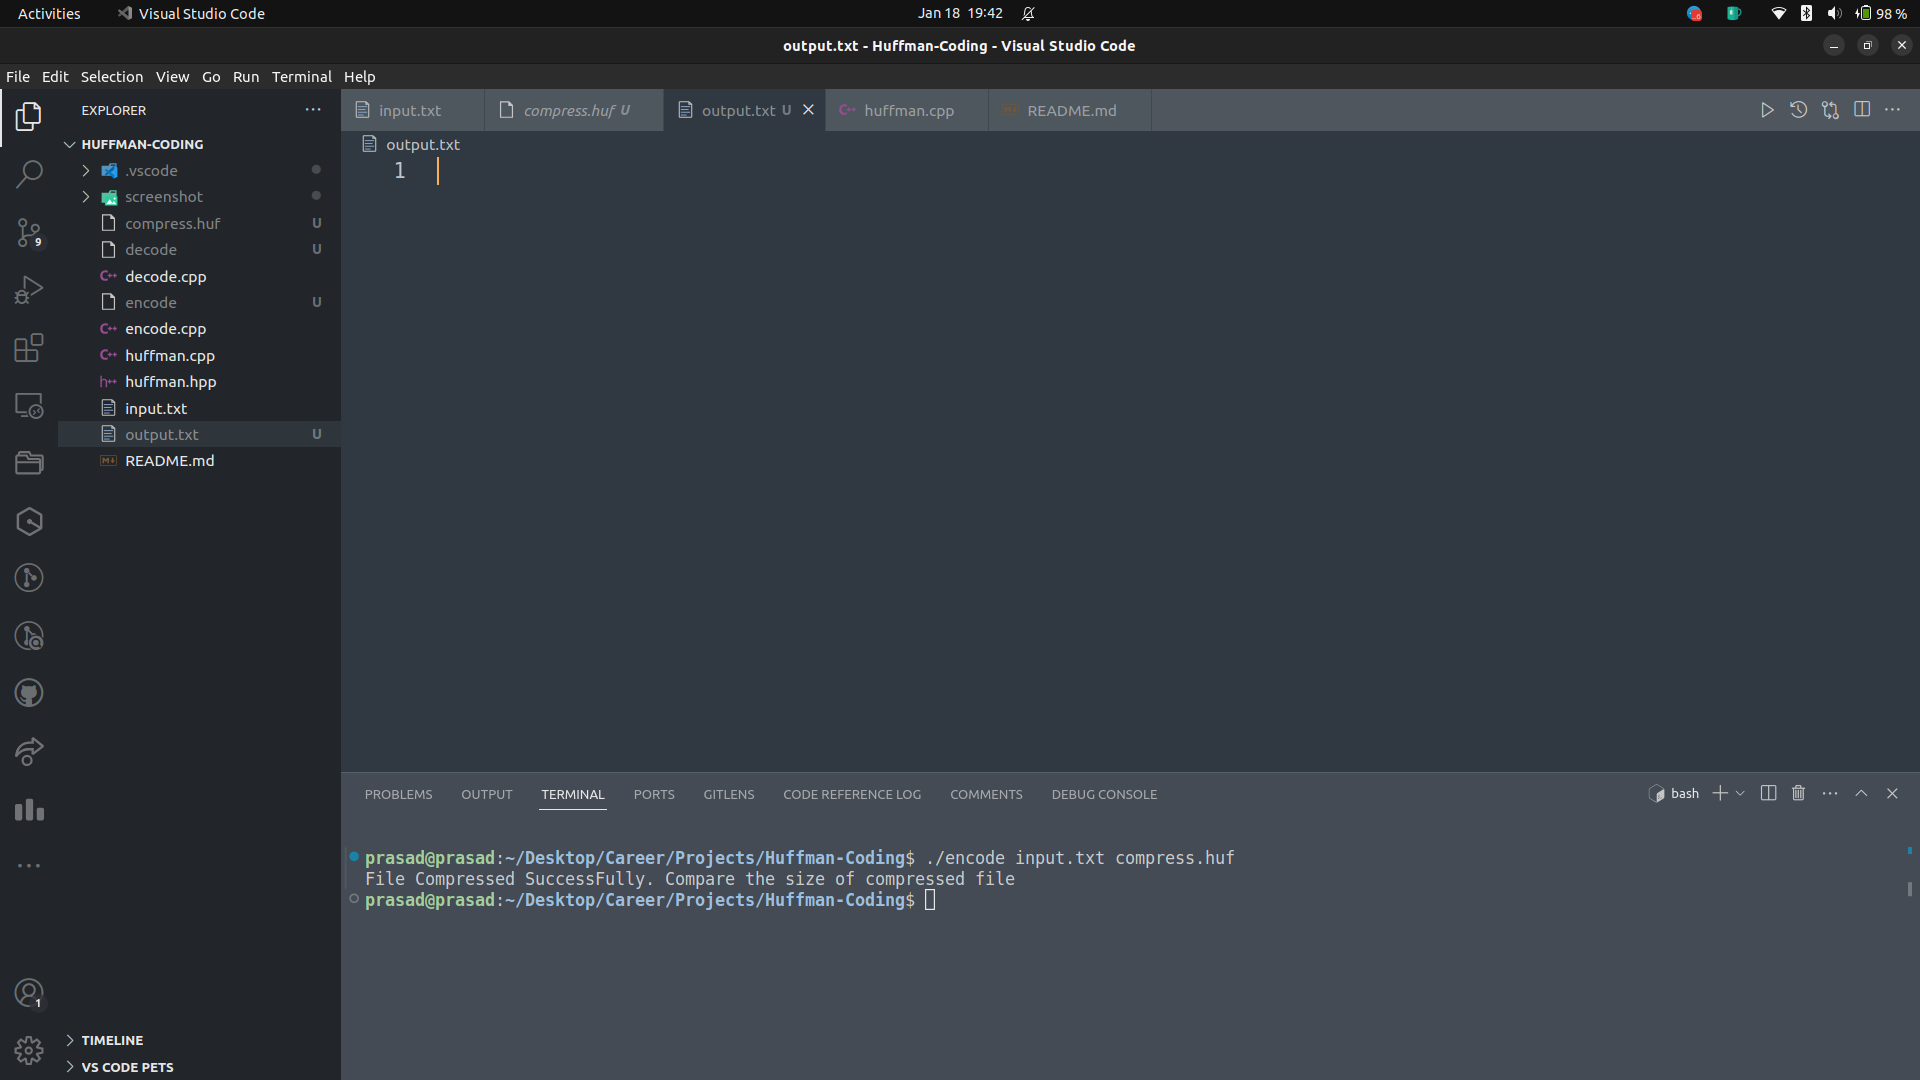 Activities Visual Studio Code Jan 18 19:42 98 %
output.txt - Huffman-Coding - Visual Studio Code
File Edit Selection View Go Run Terminal Help
EXPLORER
input.txt compress.huf U output.txt U huffman.cpp README.md
HUFFMAN-CODING
.vscode
screenshot
compress.huf U
decode U
decode.cpp
encode U
encode.cpp
huffman.cpp
huffman.hpp
input.txt
output.txt U
README.md
9
1
TIMELINE
VS CODE PETS
output.txt
1
PROBLEMS OUTPUT TERMINAL PORTS GITLENS CODE REFERENCE LOG COMMENTS DEBUG CONSOLE bash
prasad@prasad:~/Desktop/Career/Projects/Huffman-Coding$ ./encode input.txt compress.huf
File Compressed SuccessFully. Compare the size of compressed file
prasad@prasad:~/Desktop/Career/Projects/Huffman-Coding$